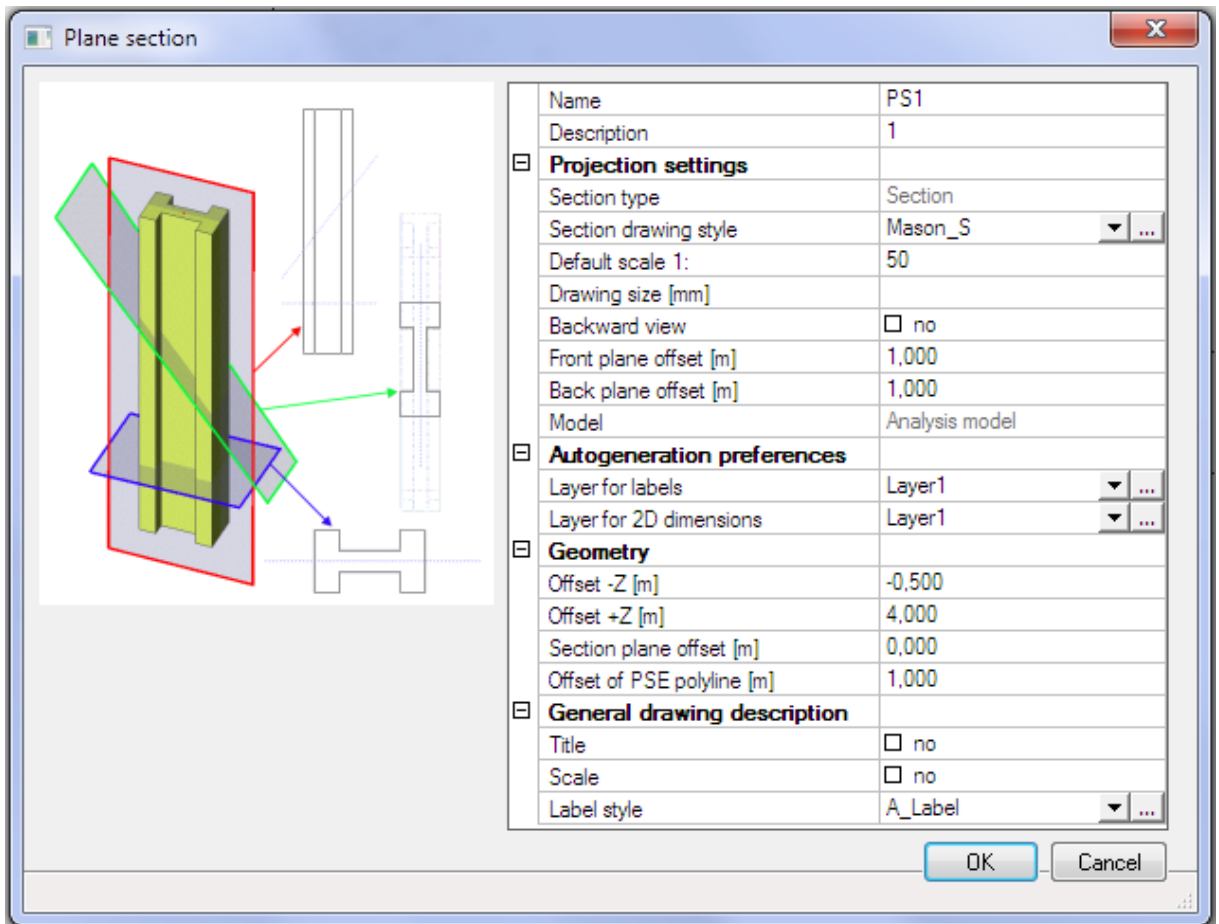 Plane section
Name PS1
Description 1
Projection settings
Section type Section
Section drawing style Mason_S ...
Default scale 1: 50
Drawing size [mm]
Backward view no
Front plane offset [m] 1,000
Back plane offset [m] 1,000
Model Analysis model
Autogeneration preferences
Layer for labels Layer1 ...
Layer for 2D dimensions Layer1 ...
Geometry
Offset -Z [m] -0,500
Offset +Z [m] 4,000
Section plane offset [m] 0,000
Offset of PSE polyline [m] 1,000
General drawing description
Title no
Scale no
Label style A_Label ...
OK Cancel